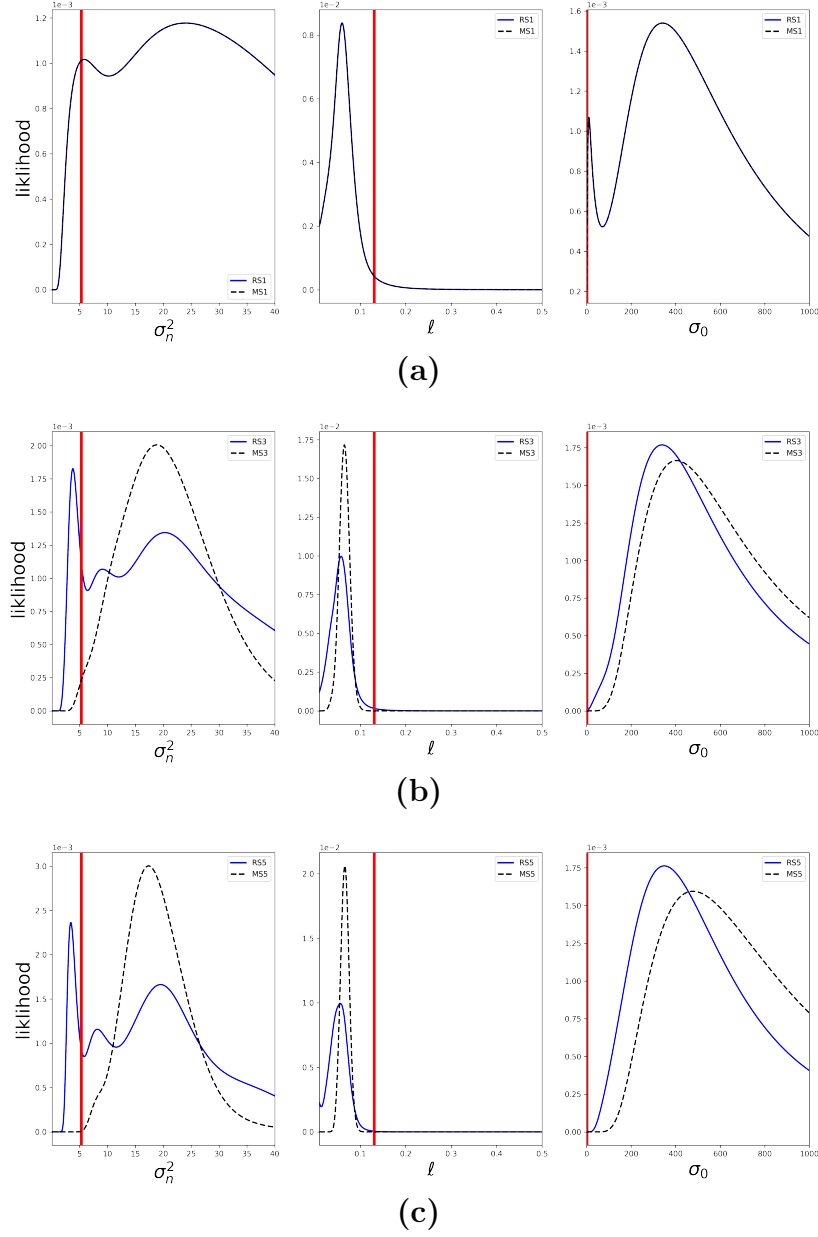 1e−3
1e−2
1e−3
RS1
MS1
RS1
MS1
RS1
MS1
1.2
1.0
0.8
0.6
0.4
0.2
0.0
0.8
0.6
0.4
0.2
0.0
1.6
1.4
1.2
1.0
0.8
0.6
0.4
0.2
liklihood
5 10 15 20 25 30 35 40
0.1 0.2 0.3 0.4 0.5
0 200 400 600 800 1000
σₙ²
ℓ
σ₀
(a)
1e−3
1e−2
1e−3
RS3
MS3
RS3
MS3
RS3
MS3
2.00
1.75
1.50
1.25
1.00
0.75
0.50
0.25
0.00
1.75
1.50
1.25
1.00
0.75
0.50
0.25
0.00
1.75
1.50
1.25
1.00
0.75
0.50
0.25
0.00
liklihood
5 10 15 20 25 30 35 40
0.1 0.2 0.3 0.4 0.5
0 200 400 600 800 1000
σₙ²
ℓ
σ₀
(b)
1e−3
1e−2
1e−3
RS5
MS5
RS5
MS5
RS5
MS5
3.0
2.5
2.0
1.5
1.0
0.5
0.0
2.0
1.5
1.0
0.5
0.0
1.75
1.50
1.25
1.00
0.75
0.50
0.25
0.00
liklihood
5 10 15 20 25 30 35 40
0.1 0.2 0.3 0.4 0.5
0 200 400 600 800 1000
σₙ²
ℓ
σ₀
(c)